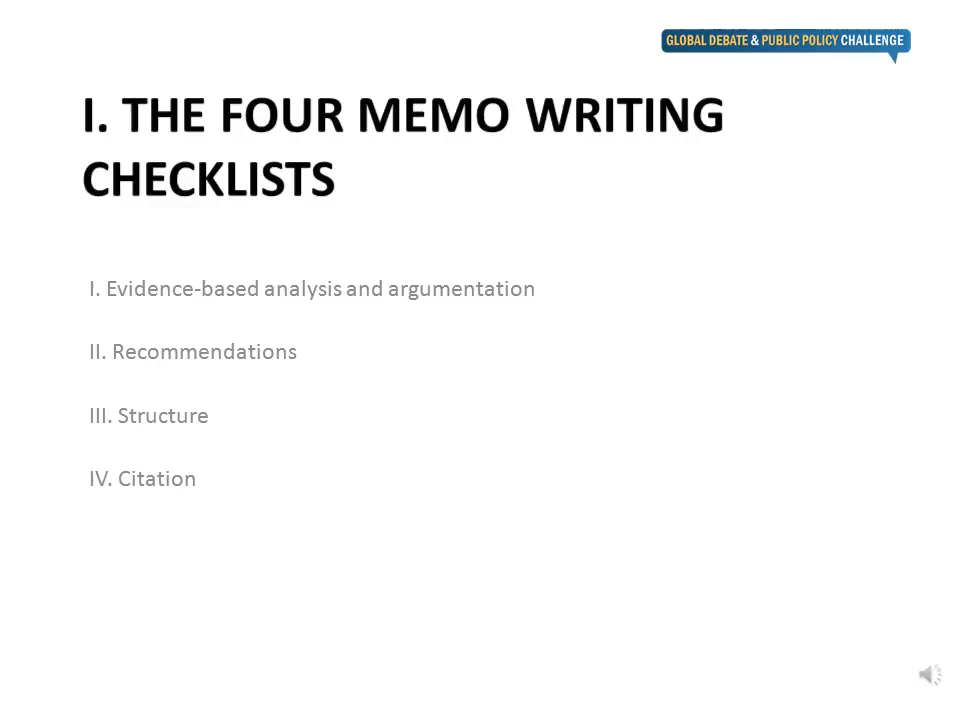 GLOBAL DEBATE & PUBLIC POLICY CHALLENGE
I. THE FOUR MEMO WRITING
CHECKLISTS
I. Evidence-based analysis and argumentation
II. Recommendations
III. Structure
IV. Citation